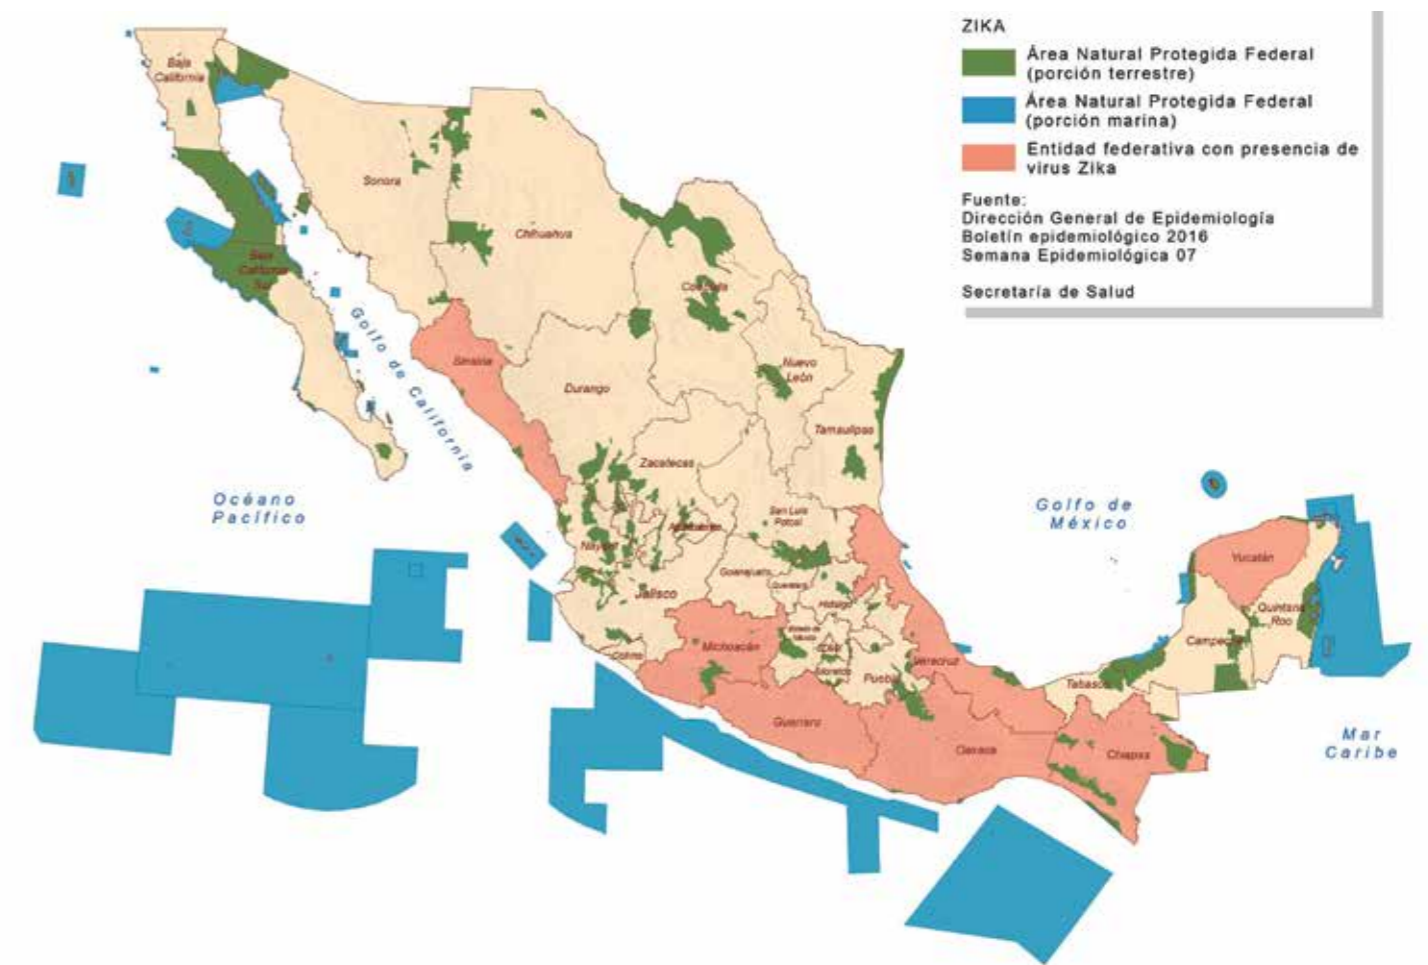 ZIKA
Área Natural Protegida Federal
(porción terrestre)
Área Natural Protegida Federal
(porción marina)
Entidad federativa con presencia de
virus Zika
Fuente:
Dirección General de Epidemiología
Boletín epidemiológico 2016
Semana Epidemiológica 07
Secretaría de Salud
Baja
California
Sonora
Chihuahua
Baja
California
Sur
Coahuila
Golfo de California
Sinaloa
Nuevo
León
Durango
Tamaulipas
Zacatecas
Océano
Pacífico
Golfo de
México
San Luis
Potosí
Nayarit
Yucatán
Guanajuato
Querétaro
Jalisco
Hidalgo
Quintana
Roo
Estado de
México
Campeche
Michoacán
Colima
Veracruz
Morelos
Puebla
Tabasco
Guerrero
Oaxaca
Chiapas
Mar
Caribe